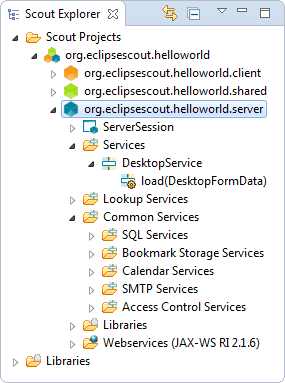 Scout Explorer
Scout Projects
org.eclipsescout.helloworld
org.eclipsescout.helloworld.client
org.eclipsescout.helloworld.shared
org.eclipsescout.helloworld.server
ServerSession
Services
DesktopService
load(DesktopFormData)
Lookup Services
Common Services
SQL Services
Bookmark Storage Services
Calendar Services
SMTP Services
Access Control Services
Libraries
Webservices (JAX-WS RI 2.1.6)
Libraries